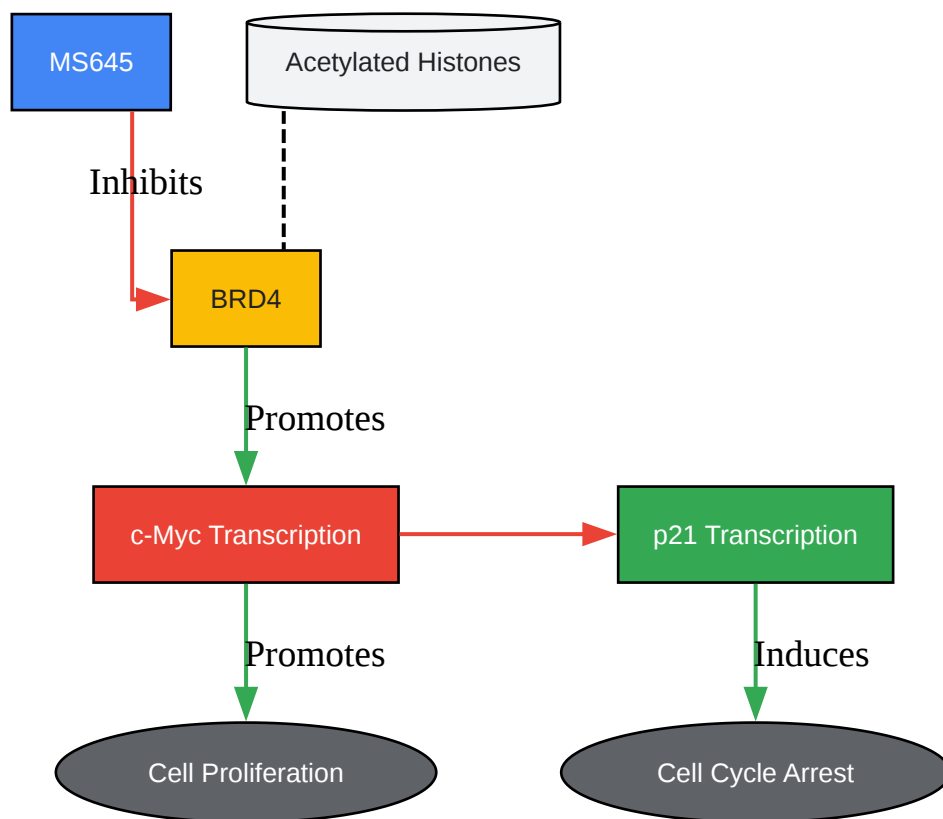 MS645
Acetylated Histones
Inhibits
BRD4
Promotes
c-Myc Transcription
p21 Transcription
Promotes
Induces
Cell Proliferation
Cell Cycle Arrest